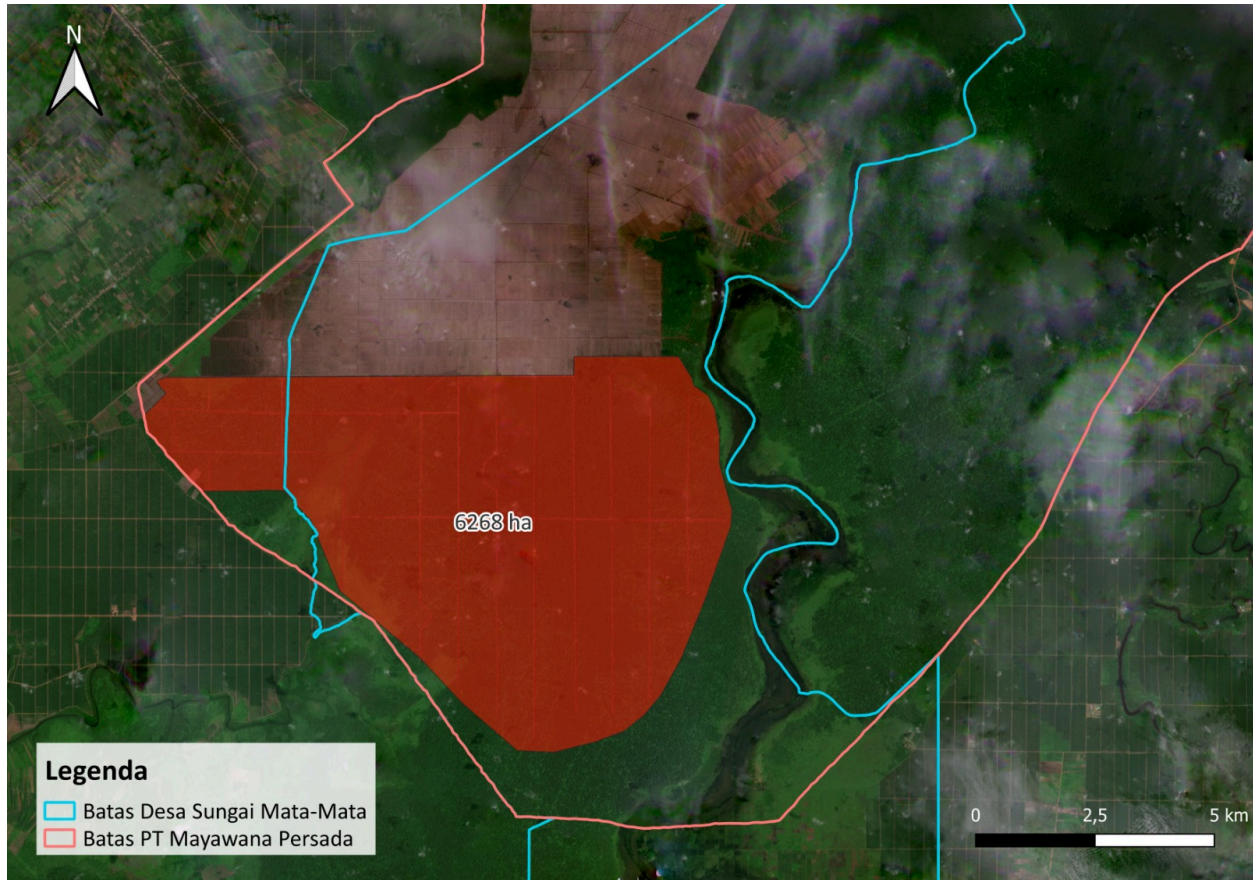 N
6268 ha
Legenda
Batas Desa Sungai Mata-Mata
Batas PT Mayawana Persada
0 2,5 5 km